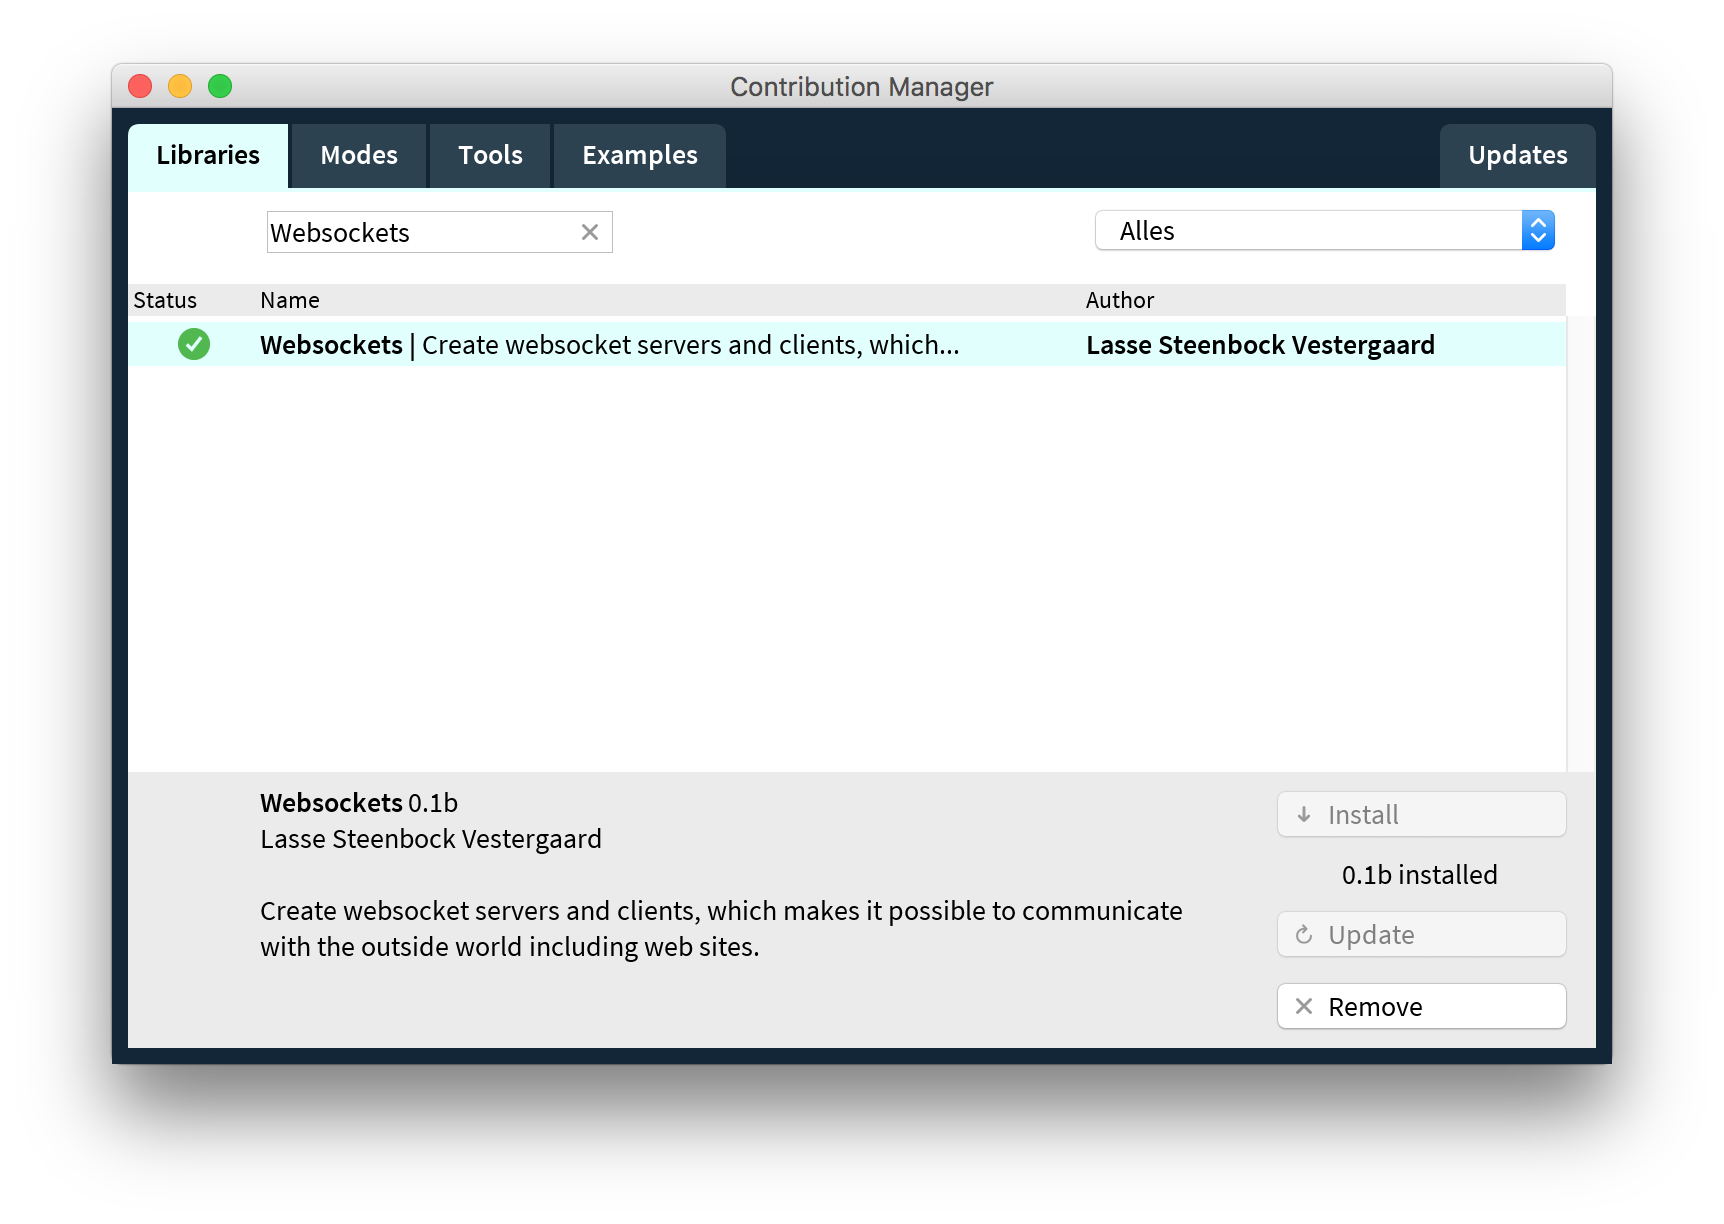 Contribution Manager
Libraries Modes Tools Examples Updates
Websockets Alles
Status Name Author
Websockets | Create websocket servers and clients, which... Lasse Steenbock Vestergaard
Websockets 0.1b
Install
Lasse Steenbock Vestergaard
0.1b installed
Create websocket servers and clients, which makes it possible to communicate
Update
with the outside world including web sites.
Remove